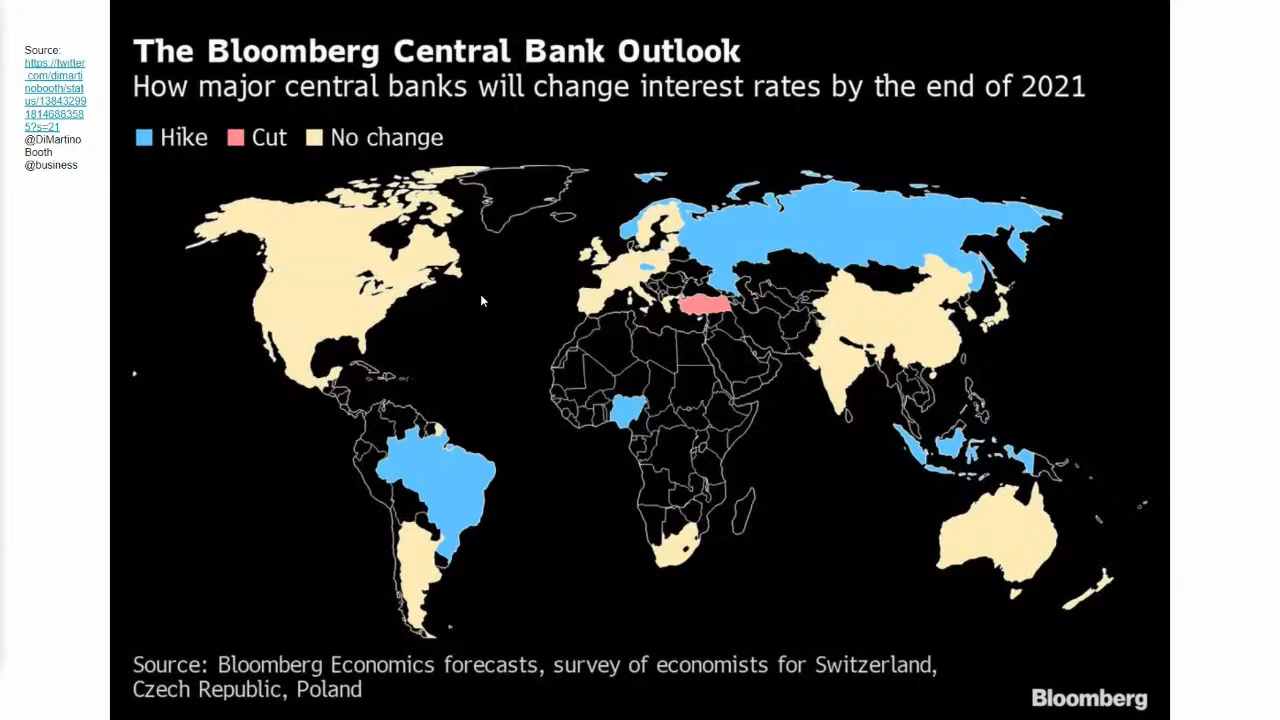 Source:
https://twitter
.com/dimarti
nobooth/stat
us/13843299
1814688358
5?s=21
@DiMartino
Booth
@business
The Bloomberg Central Bank Outlook
How major central banks will change interest rates by the end of 2021
Hike Cut No change
Source: Bloomberg Economics forecasts, survey of economists for Switzerland,
Czech Republic, Poland
Bloomberg